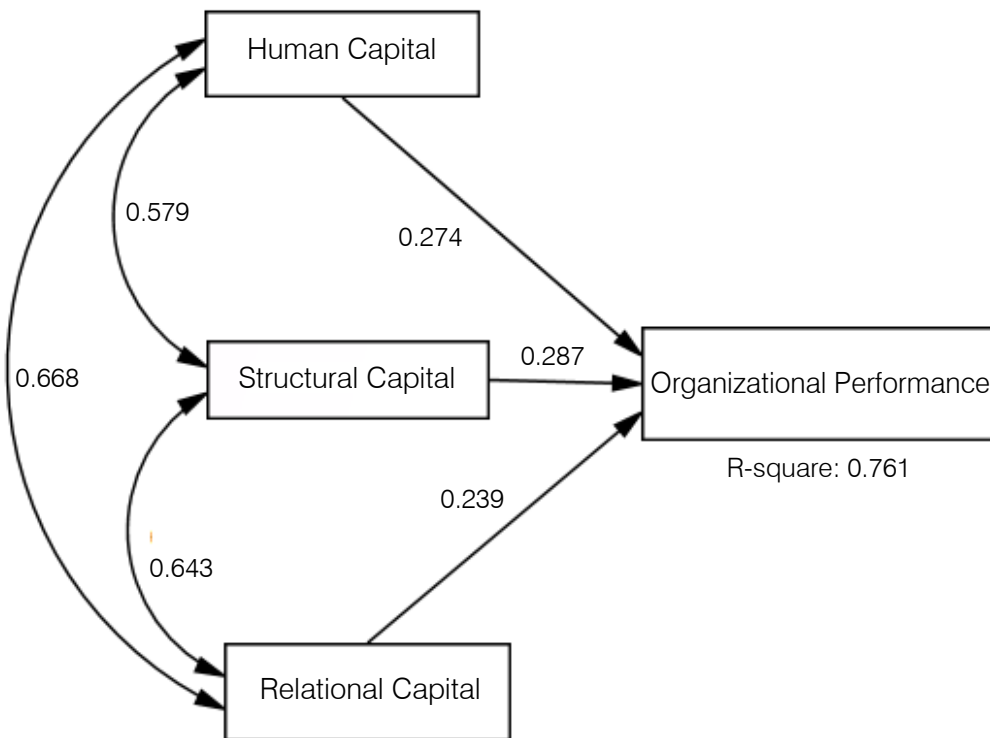 Human Capital
0.579
0.274
0.287
Structural Capital
0.668
Organizational Performance
R-square: 0.761
0.239
0.643
Relational Capital